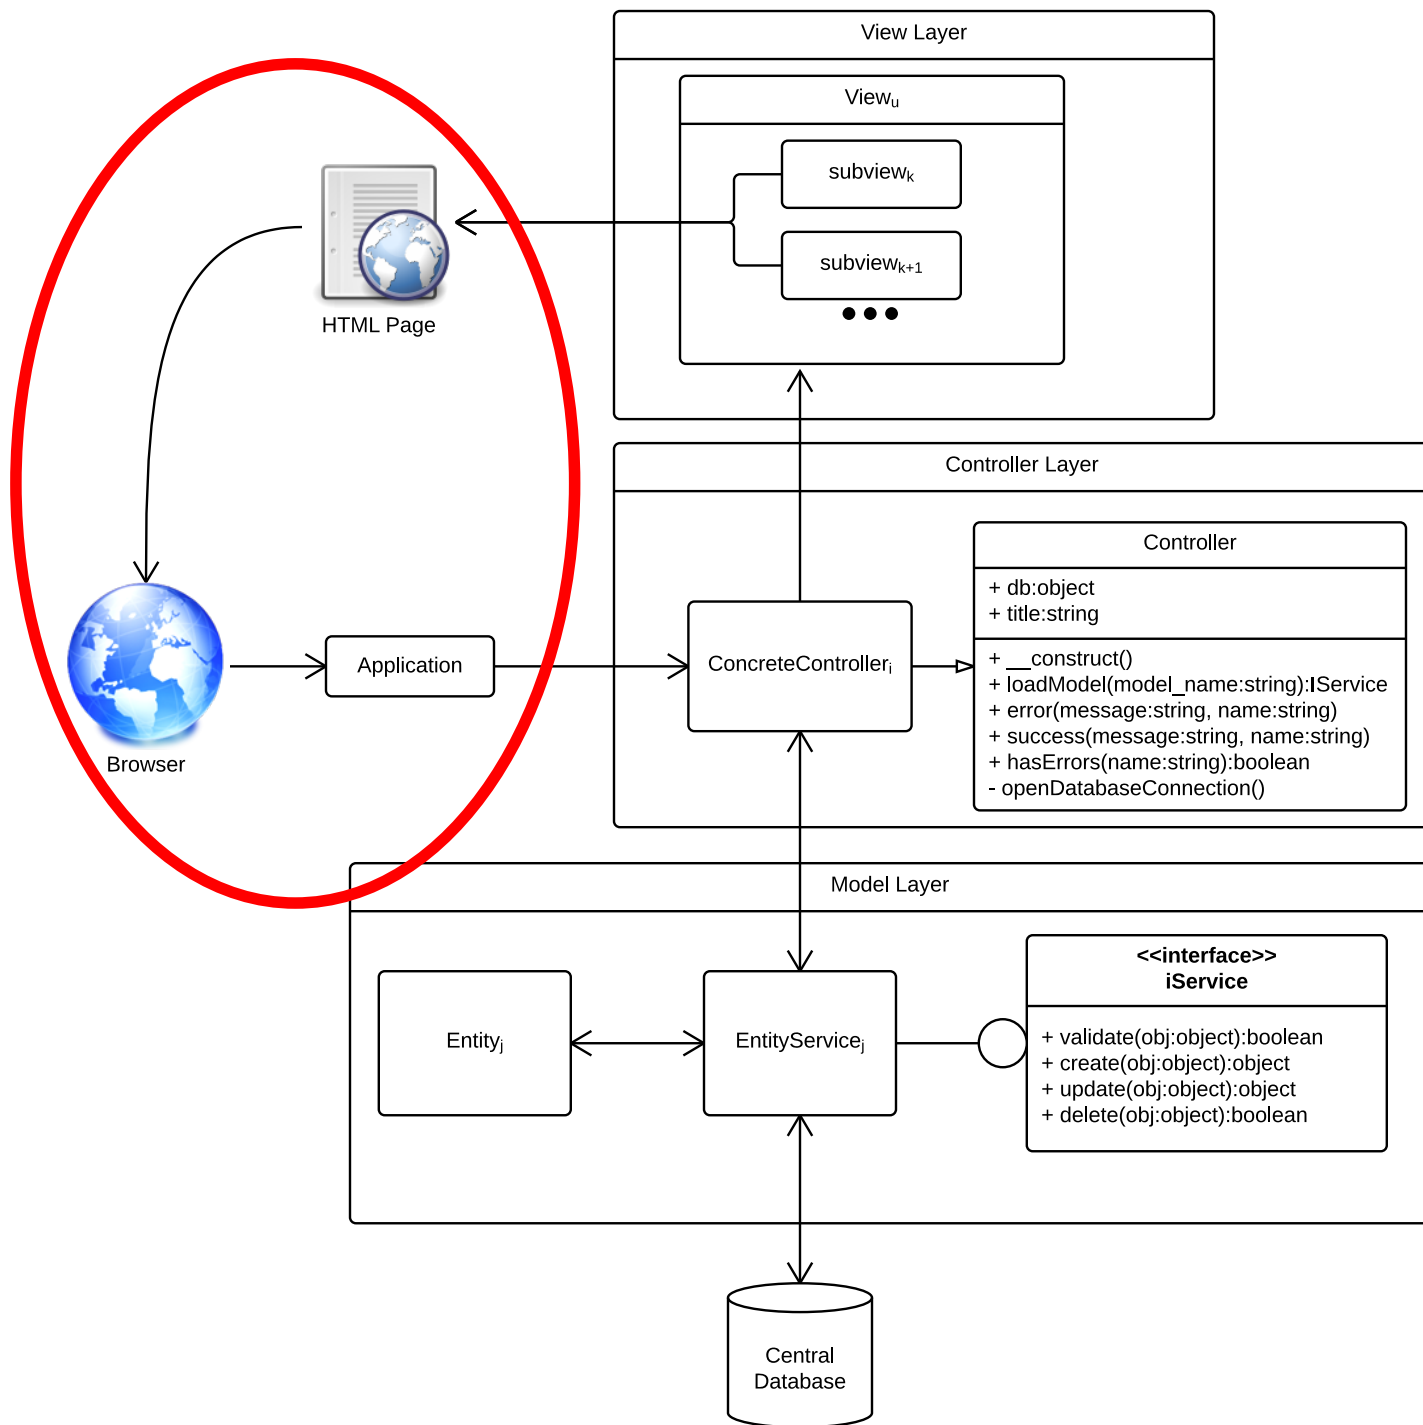 View Layer
Viewu
subviewk
subviewk+1
HTML Page
Controller Layer
Controller
+ db:object
+ title:string
+ __construct()
+ loadModel(model_name:string):IService
+ error(message:string, name:string)
+ success(message:string, name:string)
+ hasErrors(name:string):boolean
- openDatabaseConnection()
ConcreteControlleri
Application
Browser
Model Layer
Entityj
EntityServicej
<<interface>>
iService
+ validate(obj:object):boolean
+ create(obj:object):object
+ update(obj:object):object
+ delete(obj:object):boolean
Central
Database